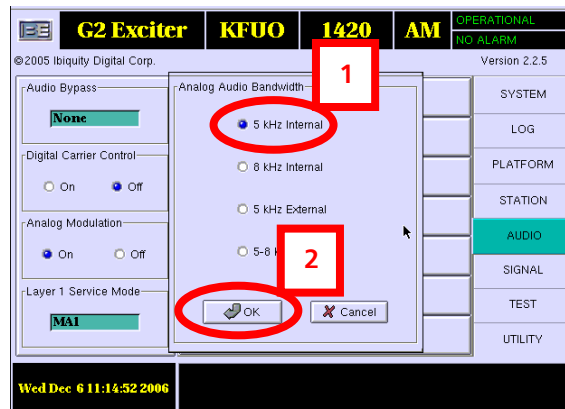 BE G2 Exciter KFUO 1420 AM OPERATIONAL
NO ALARM
©2005 Ibiquity Digital Corp. Version 2.2.5
Audio Bypass
None
Digital Carrier Control
On Off
Analog Modulation
On Off
Layer 1 Service Mode
MA1
Analog Audio Bandwidth
1
5 kHz Internal
8 kHz Internal
5 kHz External
5-8
2
OK Cancel
SYSTEM
LOG
PLATFORM
STATION
AUDIO
SIGNAL
TEST
UTILITY
Wed Dec 6 11:14:52 2006